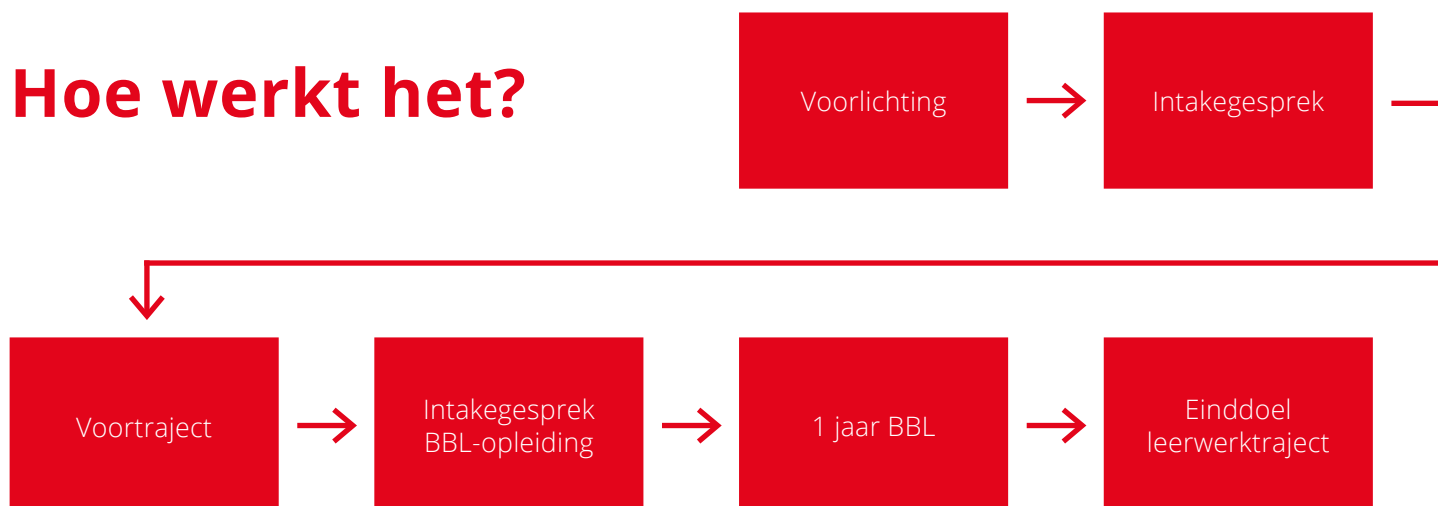 Hoe werkt het?
Voorlichting
Intakegesprek
Voortraject
Intakegesprek
BBL-opleiding
1 jaar BBL
Einddoel
leerwerktraject